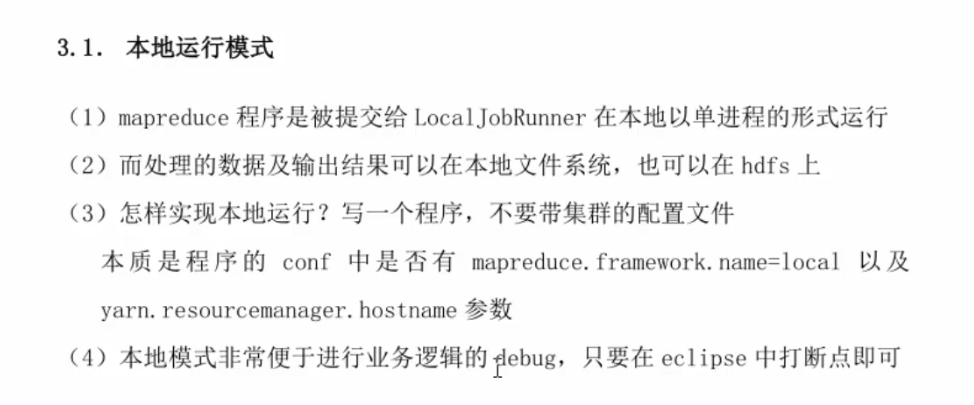 3.1. 本地运行模式
（1）mapreduce 程序是被提交给 LocalJobRunner 在本地以单进程的形式运行
（2）而处理的数据及输出结果可以在本地文件系统，也可以在 hdfs 上
（3）怎样实现本地运行？写一个程序，不要带集群的配置文件
本质是程序的 conf 中是否有 mapreduce.framework.name=local 以及
yarn.resourcemanager.hostname 参数
（4）本地模式非常便于进行业务逻辑的 debug，只要在 eclipse 中打断点即可